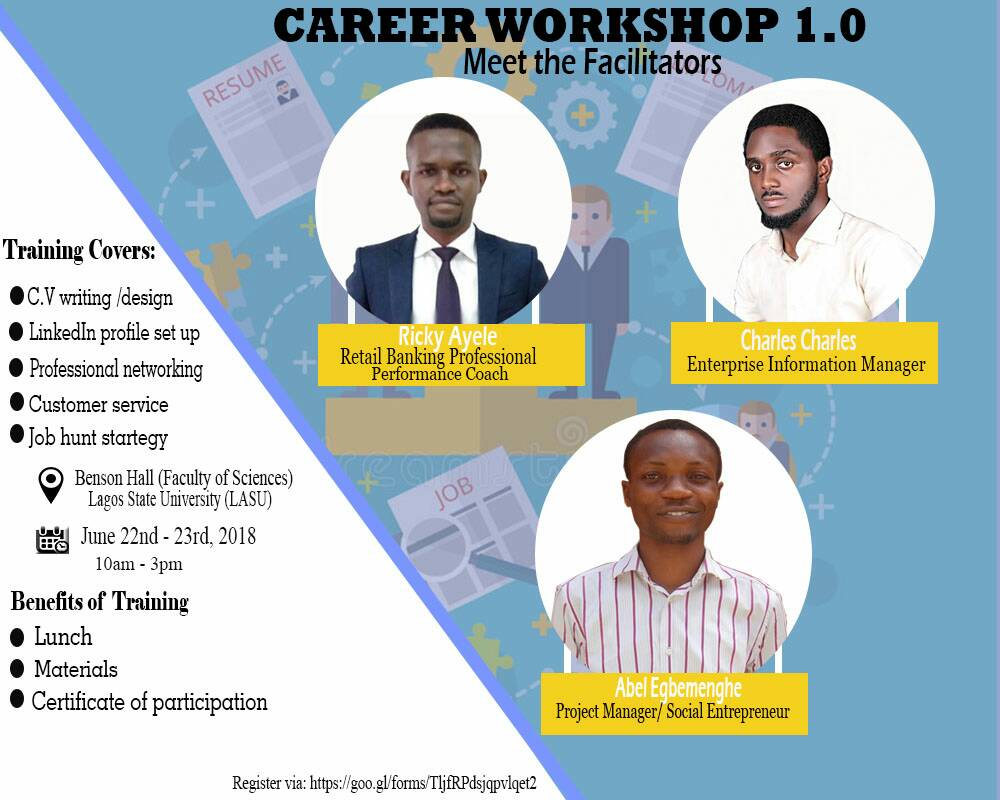 CAREER WORKSHOP 1.0
Meet the Facilitators
RESUME
Ricky Ayele
Retail Banking Professional
Performance Coach
Charles Charles
Enterprise Information Manager
Training Covers:
C.V writing /design
LinkedIn profile set up
Professional networking
Customer service
Job hunt startegy
Benson Hall (Faculty of Sciences)
Lagos State University (LASU)
June 22nd - 23rd, 2018
10am - 3pm
Benefits of Training
Lunch
Materials
Certificate of participation
JOB
Abel Egbemenghe
Project Manager/ Social Entrepreneur
Register via: https://goo.gl/forms/TljfRPdsjqpvlqet2